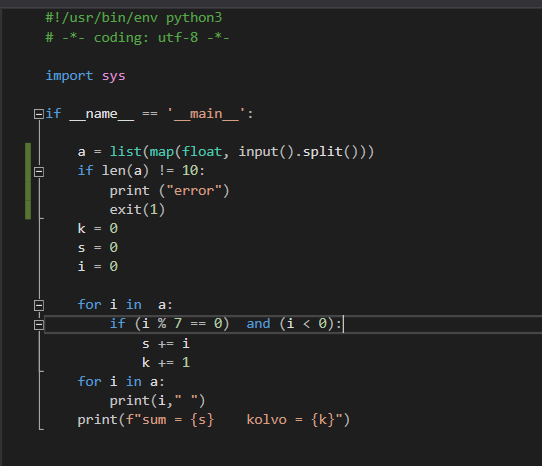 #!/usr/bin/env python3
# -*- coding: utf-8 -*-
import sys
if __name__ == '__main__':
a = list(map(float, input().split()))
if len(a) != 10:
print ("error")
exit(1)
k = 0
s = 0
i = 0
for i in  a:
if (i % 7 == 0)  and (i < 0):
s += i
k += 1
for i in a:
print(i," ")
print(f"sum = {s}    kolvo = {k}")